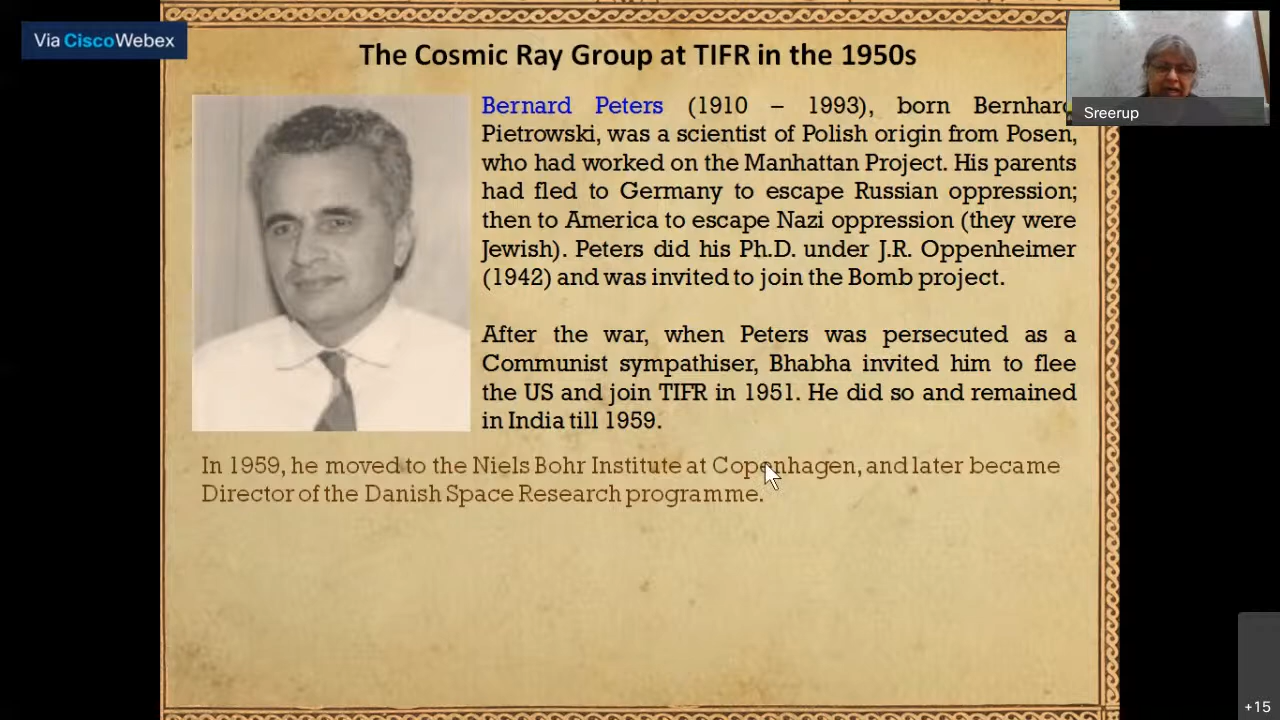 Via CiscoWebex
The Cosmic Ray Group at TIFR in the 1950s
Sreerup
Bernard Peters (1910 – 1993), born Bernhard
Pietrowski, was a scientist of Polish origin from Posen,
who had worked on the Manhattan Project. His parents
had fled to Germany to escape Russian oppression;
then to America to escape Nazi oppression (they were
Jewish). Peters did his Ph.D. under J.R. Oppenheimer
(1942) and was invited to join the Bomb project.
After the war, when Peters was persecuted as a
Communist sympathiser, Bhabha invited him to flee
the US and join TIFR in 1951. He did so and remained
in India till 1959.
In 1959, he moved to the Niels Bohr Institute at Copenhagen, and later became
Director of the Danish Space Research programme.
+15